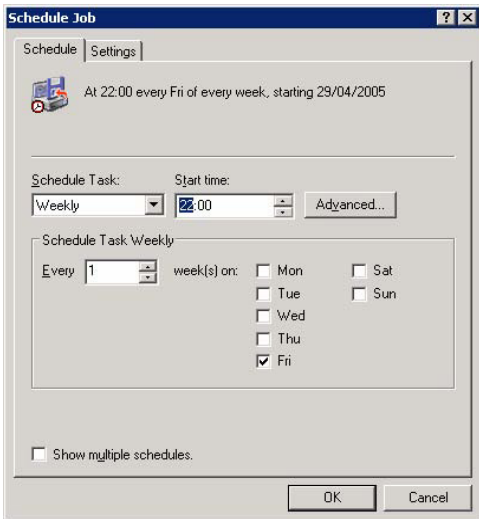 Schedule Job
Schedule Settings
At 22:00 every Fri of every week, starting 29/04/2005
Schedule Task: Start time:
Weekly 22:00 Advanced...
Schedule Task Weekly
Every 1 week(s) on: Mon Sat
Tue Sun
Wed
Thu
Fri
Show multiple schedules.
OK Cancel